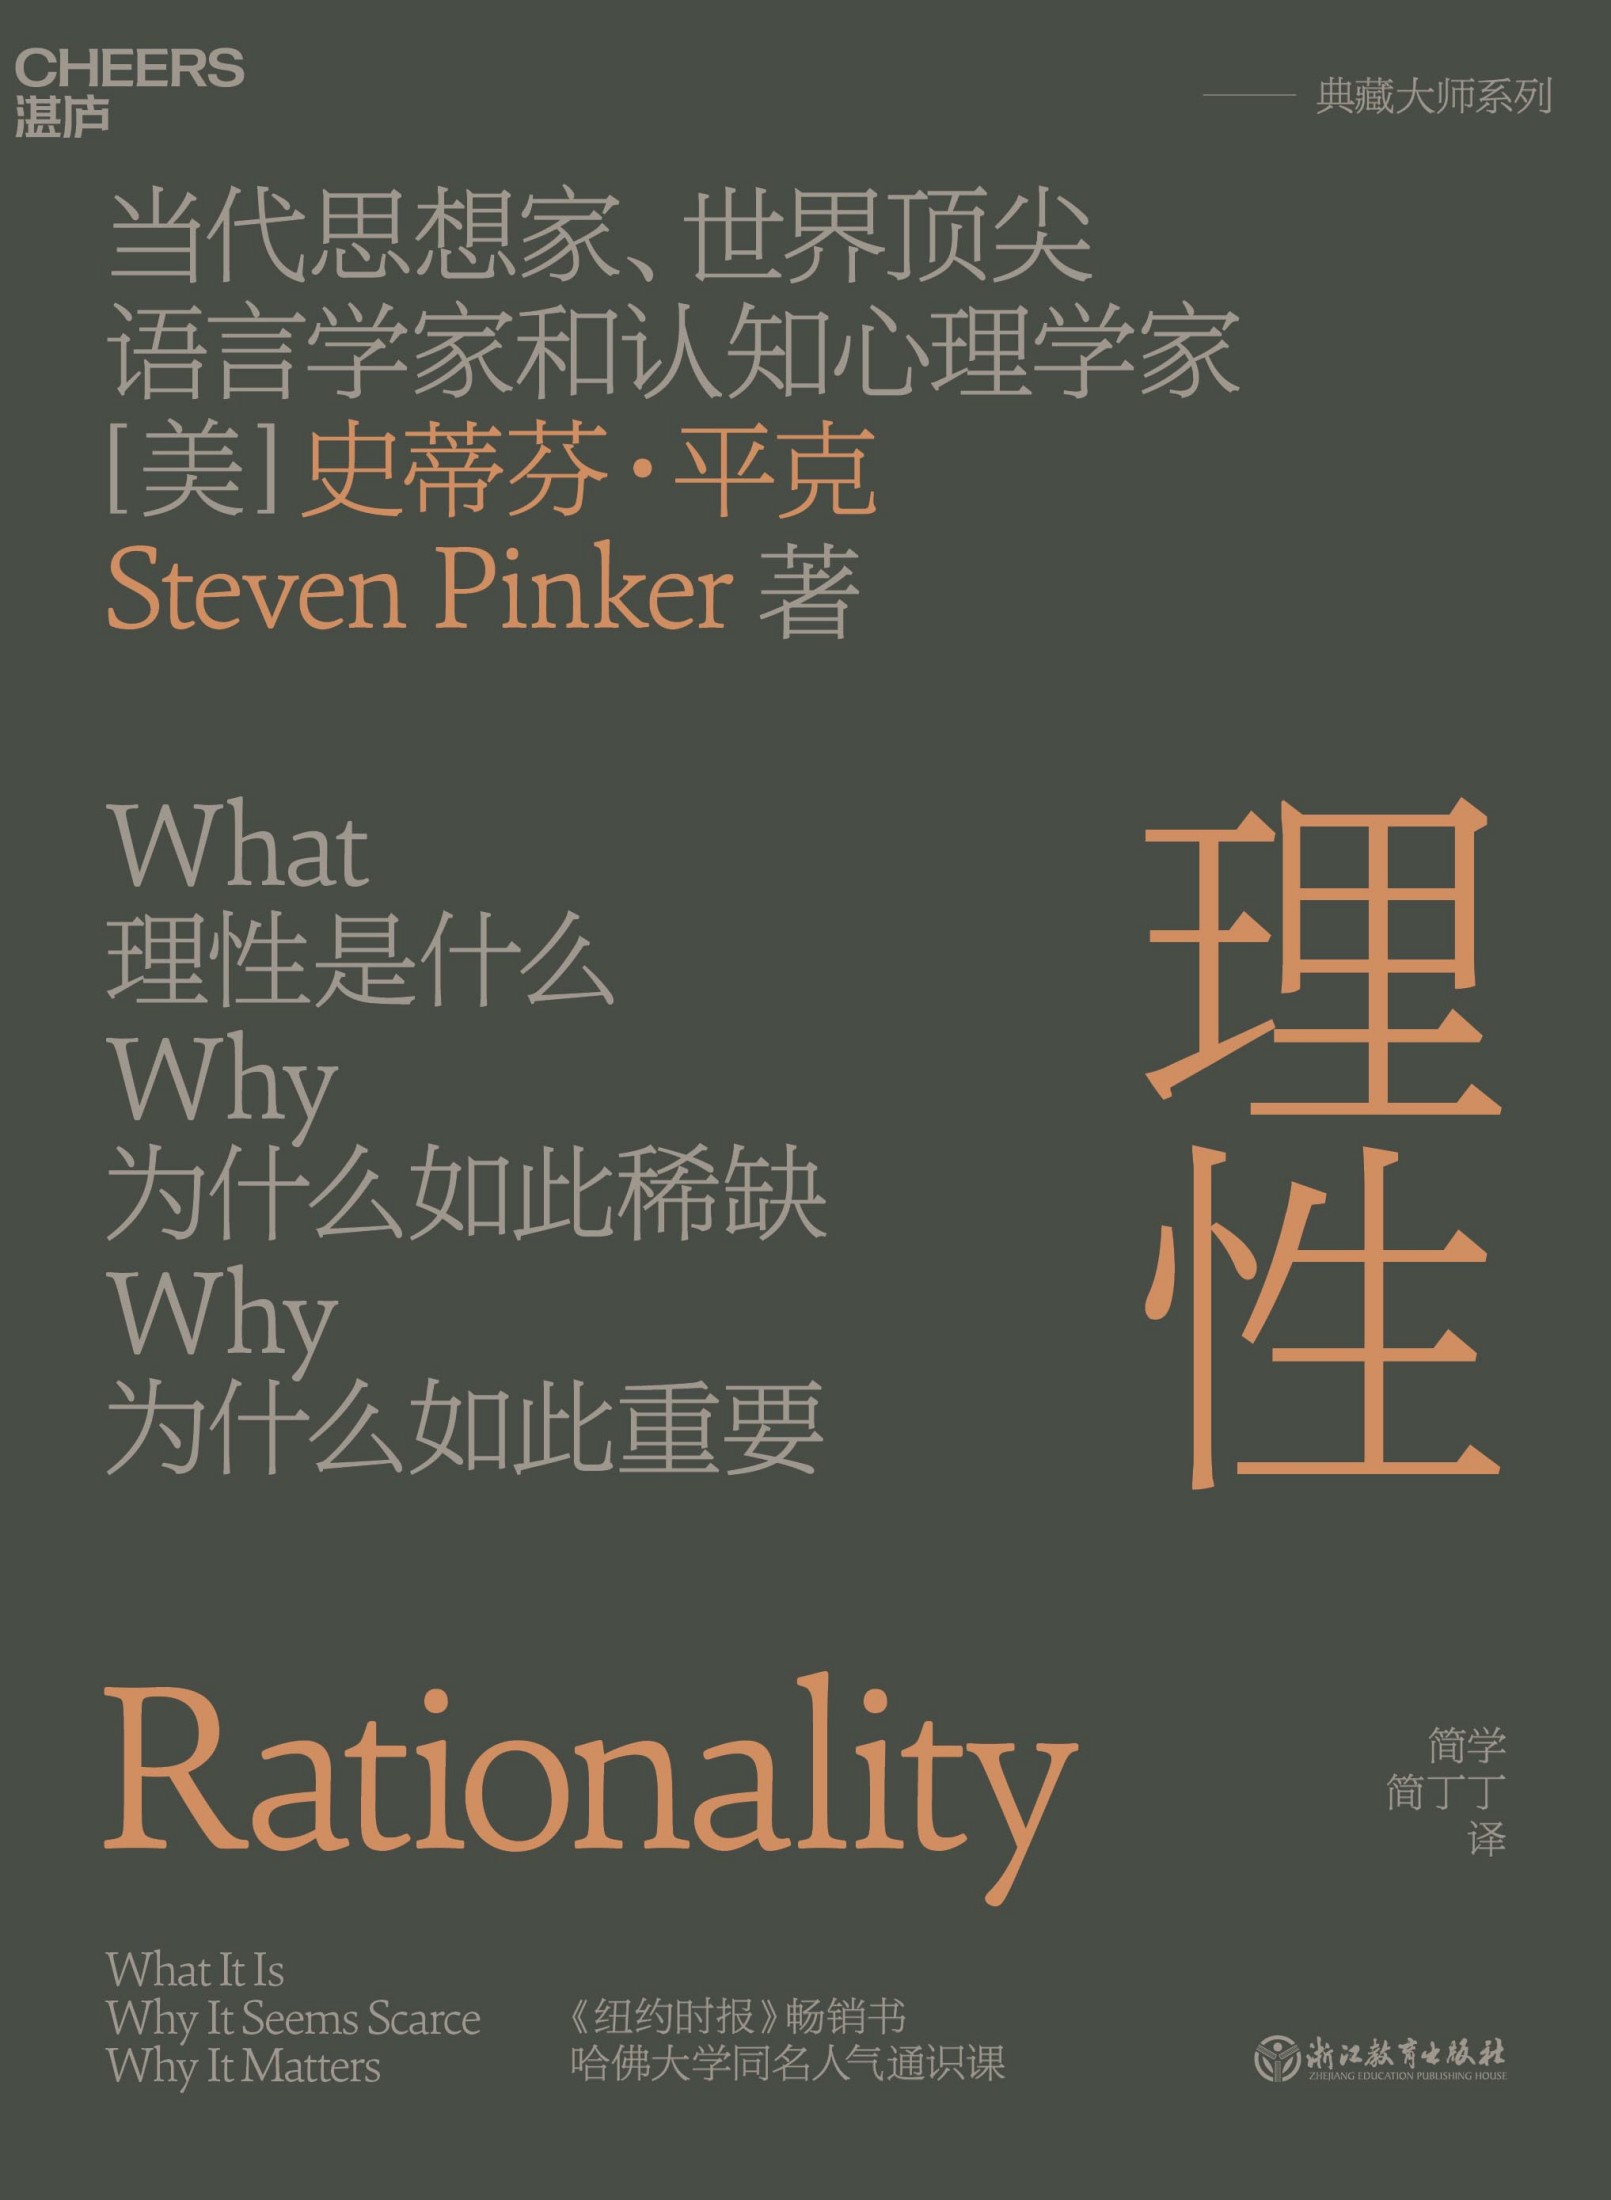 CHEERS
湛庐
典藏大师系列
当代思想家、世界顶尖
语言学家和认知心理学家
[美]史蒂芬·平克
Steven Pinker 著
What
理性是什么
Why
为什么如此稀缺
Why
为什么如此重要
理
性
Rationality
简学
简丁丁
译
What It Is
Why It Seems Scarce
Why It Matters
《纽约时报》畅销书
哈佛大学同名人气通识课
浙江教育出版社
ZHEJIANG EDUCATION PUBLISHING HOUSE